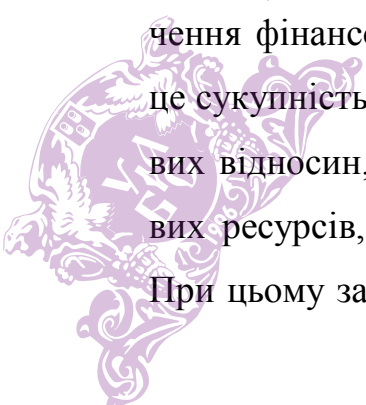 чення фінансо
це сукупність
вих відносин,
вих ресурсів,
При цьому за